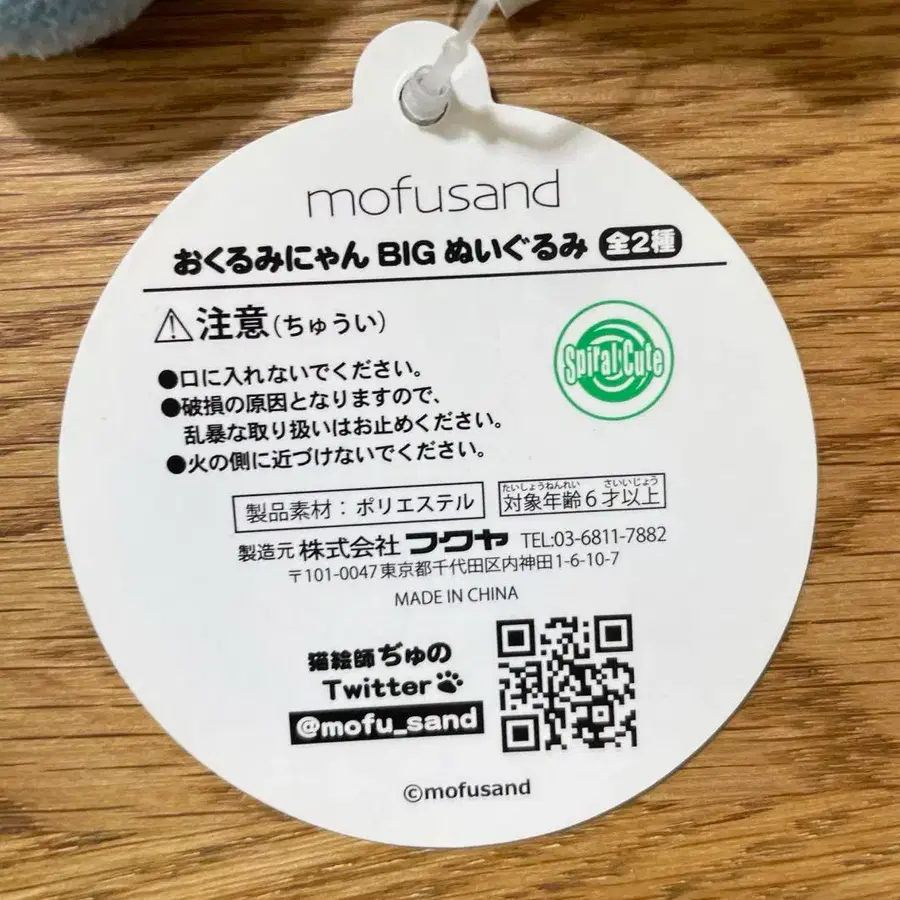 mofusand
おくるみにゃん BIG ぬいぐるみ 全2種
⚠注意(ちゅうい)
Spiral Cute
●口に入れないでください。
●破損の原因となりますので、
乱暴な取り扱いはお止めください。
●火の側に近づけないでください。
製品素材：ポリエステル
たいしょうねんれい さいいじょう
対象年齢6才以上
製造元 株式会社フクヤ TEL:03-6811-7882
〒101-0047東京都千代田区内神田1-6-10-7
MADE IN CHINA
猫絵師ぢゅの
Twitter
@mofu_sand
©mofusand